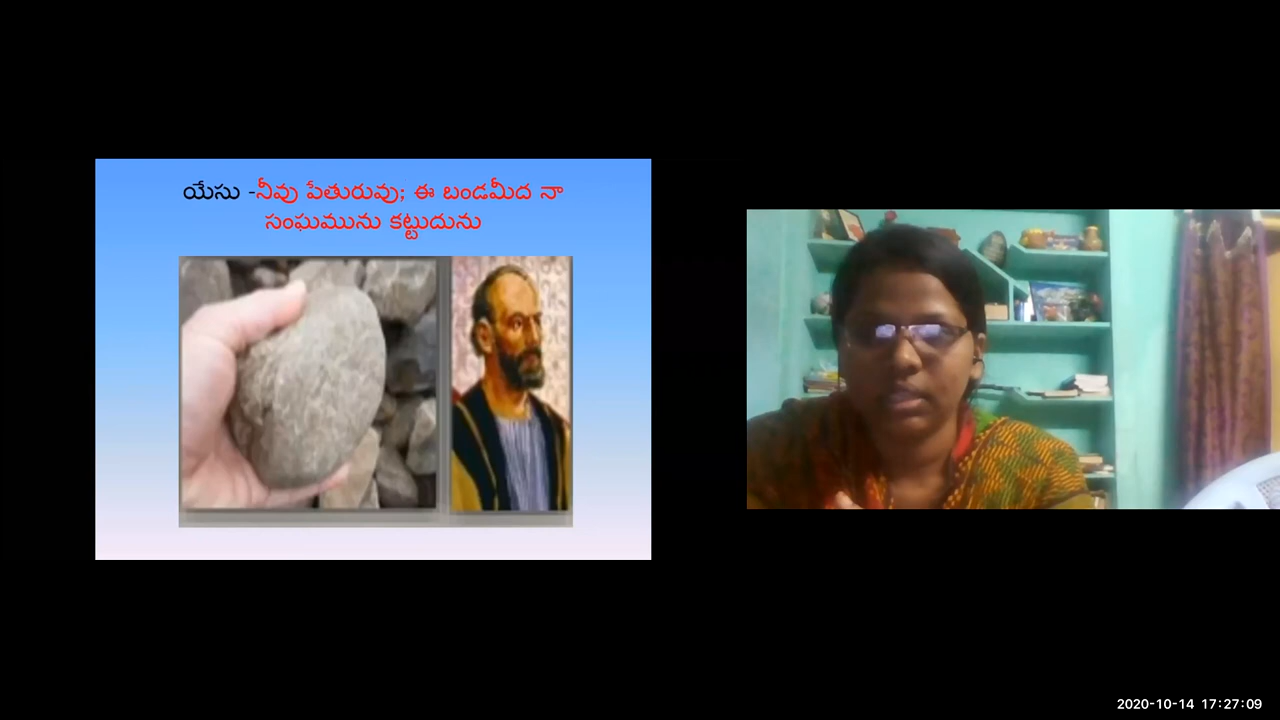 యేసు -నీవు పేతురువు; ఈ బండమీద నా
సంఘమును కట్టుదును
2020-10-14 17:27:09